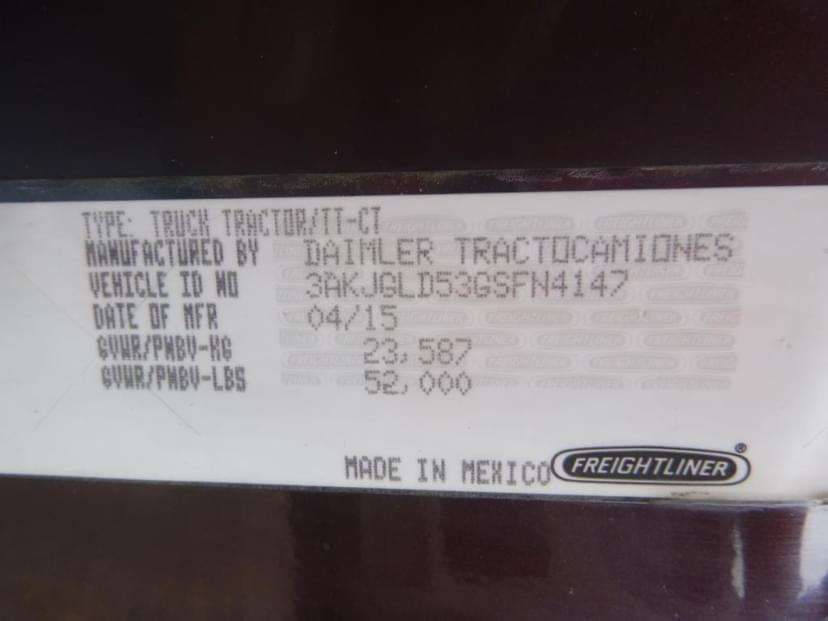 TYPE: TRUCK TRACTOR/TT-CT
MANUFACTURED BY DAIMLER TRACTOCAMIONES
VEHICLE ID NO 3AKJGLD53GSFN4147
DATE OF MFR 04/15
GVWR/PNBV-KG 23,587
GVWR/PNBV-LBS 52,000
MADE IN MEXICO FREIGHTLINER®